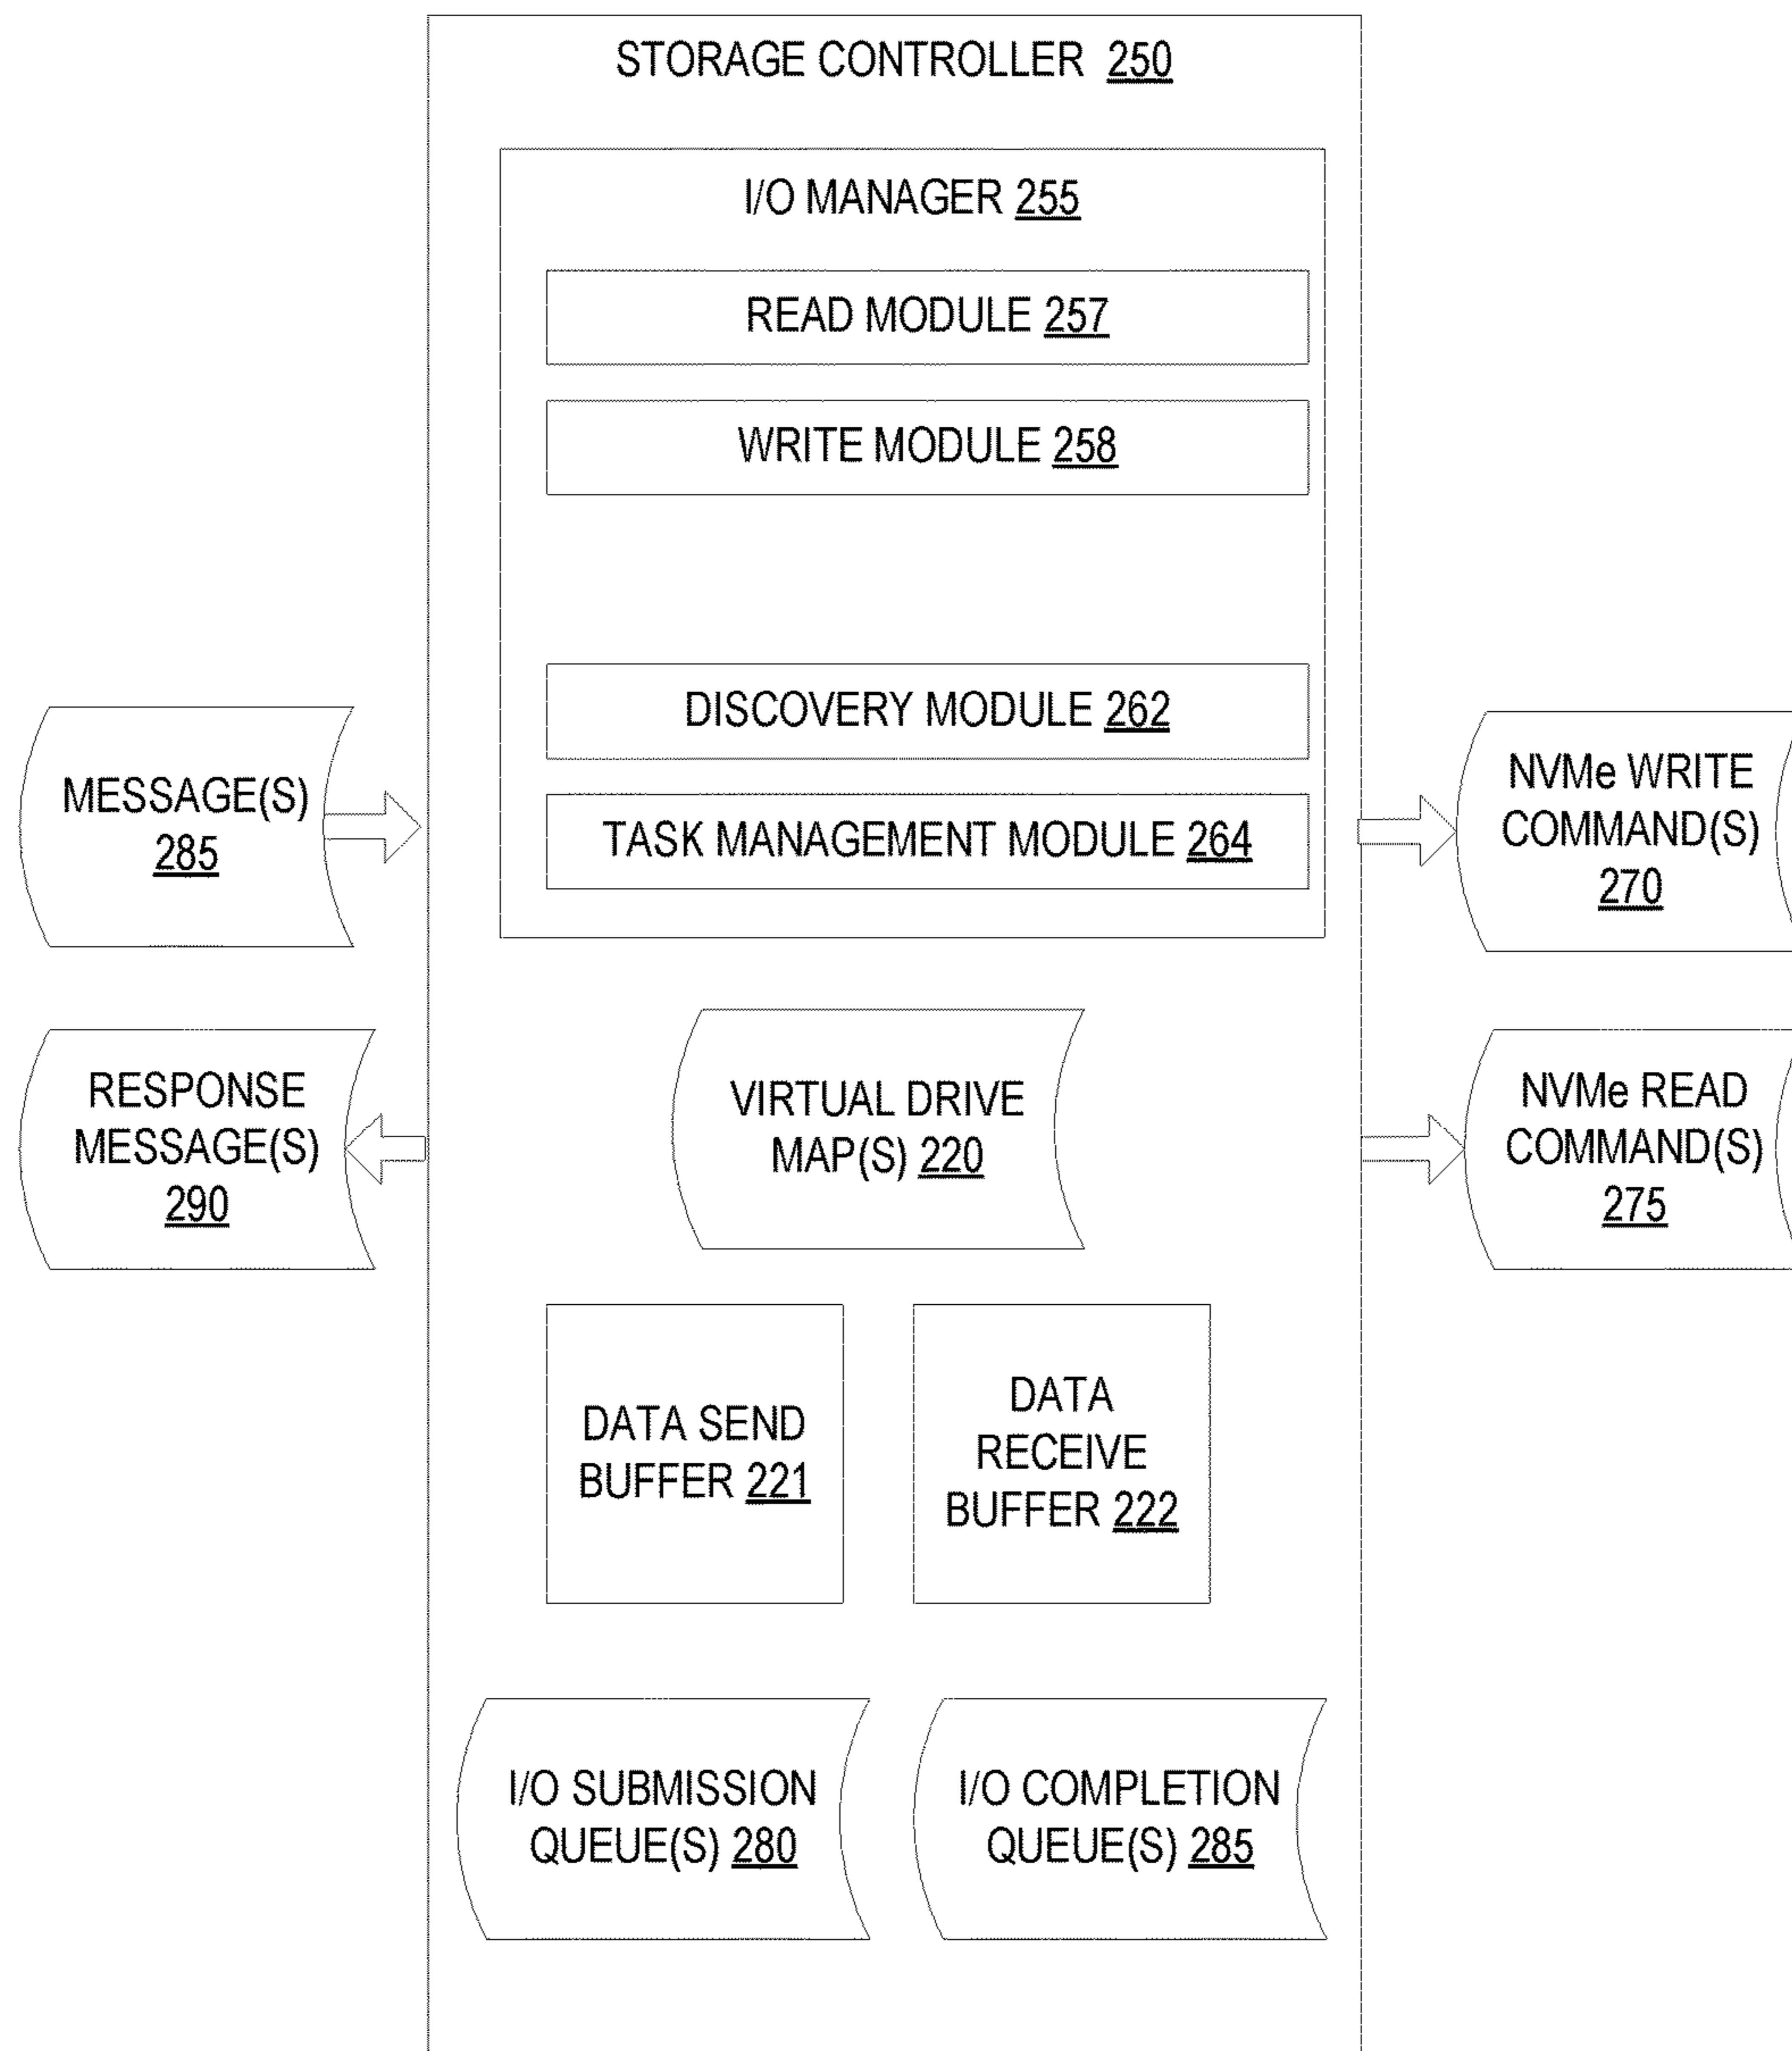 STORAGE CONTROLLER 250
I/O MANAGER 255
READ MODULE 257
WRITE MODULE 258
DISCOVERY MODULE 262
TASK MANAGEMENT MODULE 264
MESSAGE(S)
285
RESPONSE
MESSAGE(S)
290
NVMe WRITE
COMMAND(S)
270
NVMe READ
COMMAND(S)
275
VIRTUAL DRIVE
MAP(S) 220
DATA SEND
BUFFER 221
DATA
RECEIVE
BUFFER 222
I/O SUBMISSION
QUEUE(S) 280
I/O COMPLETION
QUEUE(S) 285